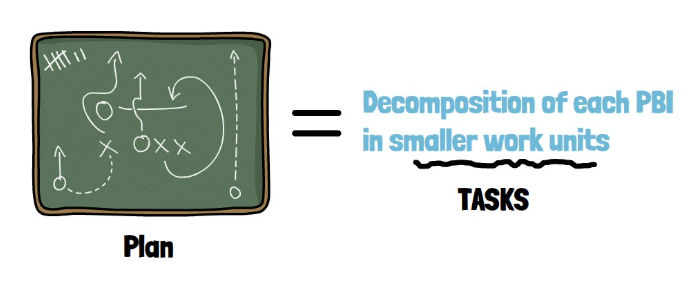 Plan
=
Decomposition of each PBI
in smaller work units
TASKS